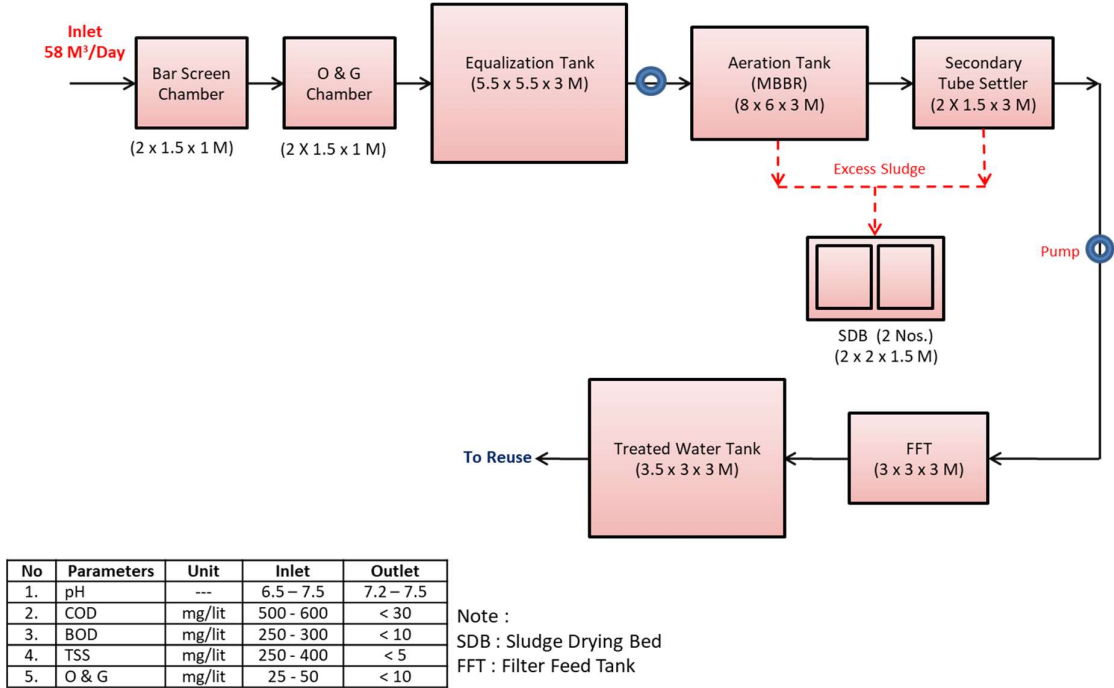 Inlet
58 M³/Day
Bar Screen
Chamber
(2 x 1.5 x 1 M)
O & G
Chamber
(2 X 1.5 x 1 M)
Equalization Tank
(5.5 x 5.5 x 3 M)
Aeration Tank
(MBBR)
(8 x 6 x 3 M)
Secondary
Tube Settler
(2 X 1.5 x 3 M)
Excess Sludge
Pump
SDB (2 Nos.)
(2 x 2 x 1.5 M)
To Reuse
Treated Water Tank
(3.5 x 3 x 3 M)
FFT
(3 x 3 x 3 M)
No Parameters Unit Inlet Outlet
1. pH --- 6.5 – 7.5 7.2 – 7.5
2. COD mg/lit 500 - 600 < 30
3. BOD mg/lit 250 - 300 < 10
4. TSS mg/lit 250 - 400 < 5
5. O & G mg/lit 25 - 50 < 10
Note :
SDB : Sludge Drying Bed
FFT : Filter Feed Tank